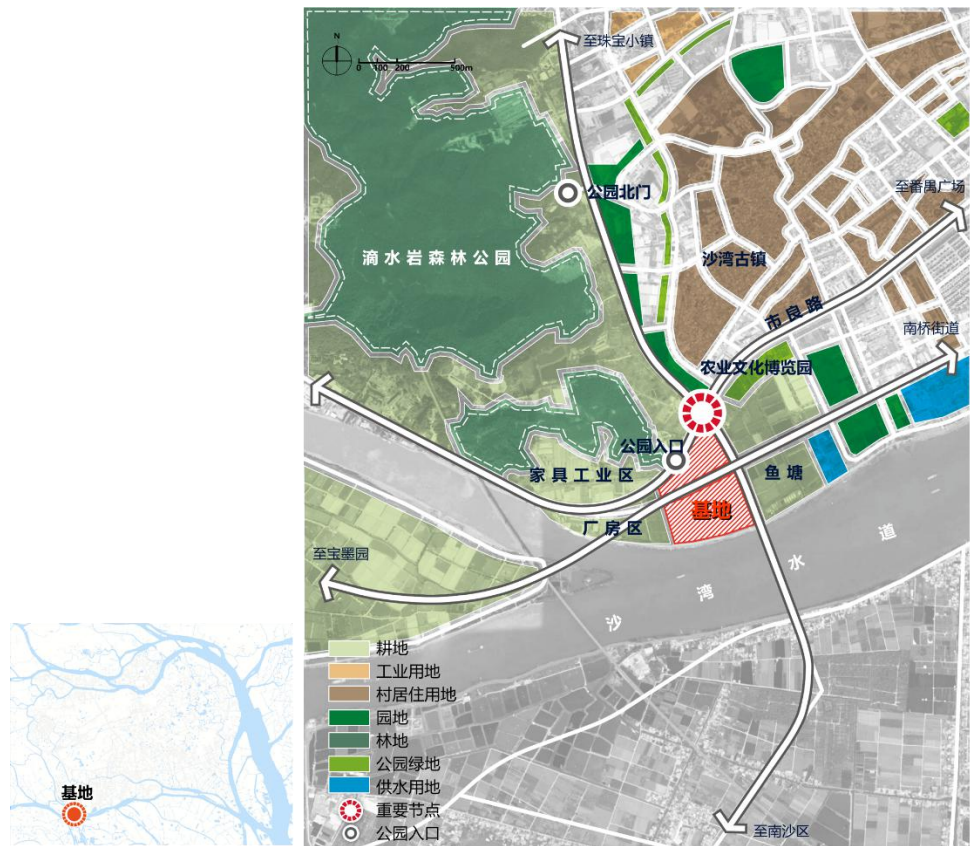 至珠宝小镇
N
0 100 200 500m
公园北门
至番禺广场
滴水岩森林公园
沙湾古镇
市良路
南桥街道
农业文化博览园
公园入口
家具工业区
鱼塘
基地
厂房区
至宝墨园
沙湾水道
耕地
工业用地
村居住用地
园地
林地
公园绿地
供水用地
基地
重要节点
公园入口
至南沙区